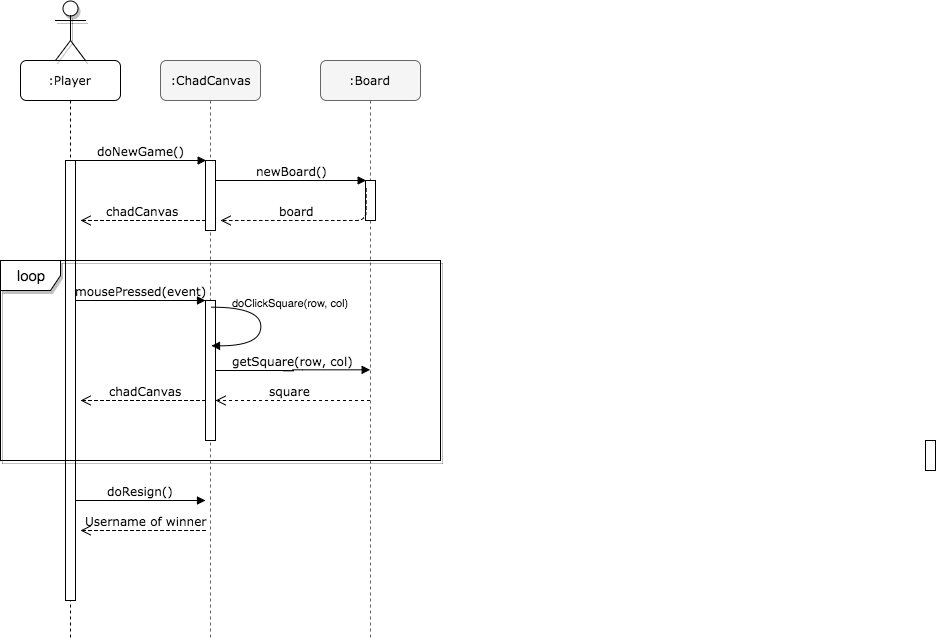 :Player
:ChadCanvas
:Board
doNewGame()
newBoard()
chadCanvas
board
loop
mousePressed(event)
doClickSquare(row, col)
getSquare(row, col)
chadCanvas
square
doResign()
Username of winner